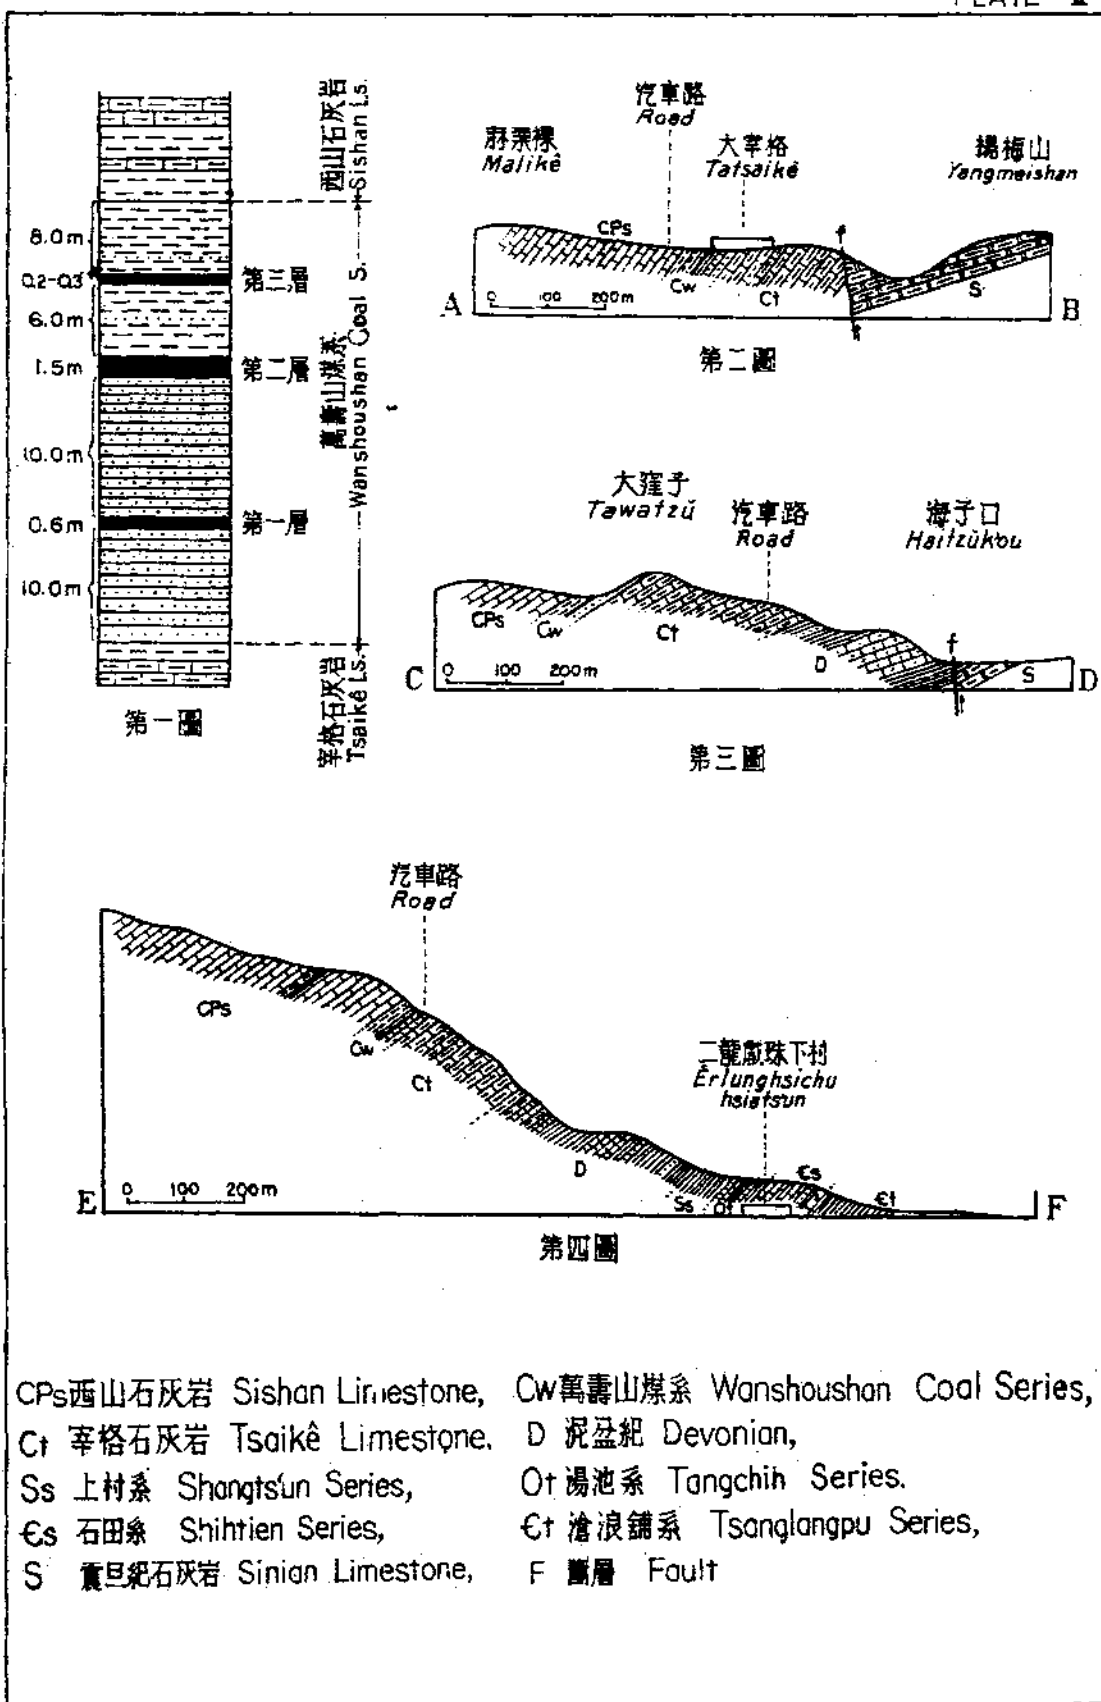 PLATE I
西山石灰岩
Sishan Ls.
8.0m
0.2-0.3
第三層
6.0m
1.5m
第二層
萬壽山煤系
Wanshoushan Coal S.
10.0m
0.6m
第一層
10.0m
宰格石灰岩
Tsaikê Ls.
第一圖
汽車路
Road
Malikê
大宰格
Tatsaikê
楊梅山
Yangmeishan
CPs
f
Cw
Ct
S
A
0 100 200m
B
第二圖
大窪子
Tawatzŭ
汽車路
Road
海子口
Haitzŭkou
CPs
Cw
Ct
D
f
S
C
0 100 200m
D
第三圖
汽車路
Road
CPs
Cw
Ct
二龍戲珠下村
Êrlunghsichu
hsiatsun
D
Єs
Ss
Ot
Єt
E
0 100 200m
F
第四圖
CPs西山石灰岩 Sishan Limestone, Cw萬壽山煤系 Wanshoushan Coal Series,
Ct 宰格石灰岩 Tsaikê Limestone. D 泥盆紀 Devonian,
Ss 上村系 Shangts'un Series, Ot 湯池系 Tangchih Series.
Єs 石田系 Shihtien Series, Єt 滄浪舖系 Tsanglangpu Series,
S 震旦紀石灰岩 Sinian Limestone, F 斷層 Fault